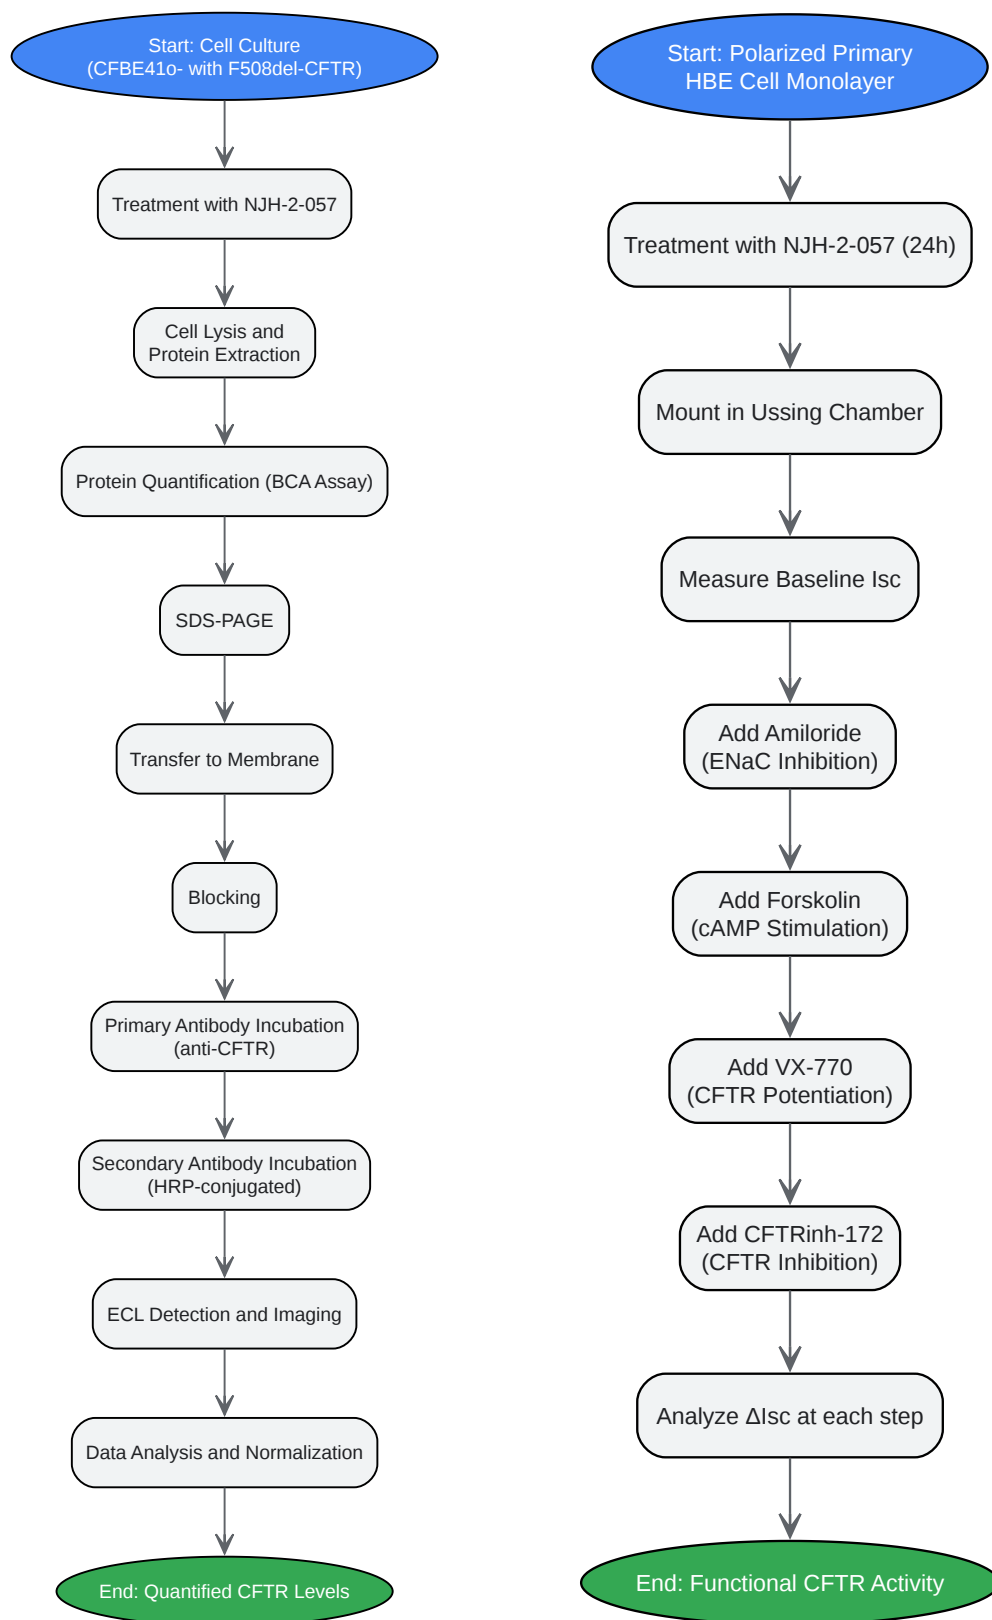 Start: Cell Culture
(CFBE41o- with F508del-CFTR)
Treatment with NJH-2-057
Cell Lysis and
Protein Extraction
Protein Quantification (BCA Assay)
SDS-PAGE
Transfer to Membrane
Blocking
Primary Antibody Incubation
(anti-CFTR)
Secondary Antibody Incubation
(HRP-conjugated)
ECL Detection and Imaging
Data Analysis and Normalization
End: Quantified CFTR Levels
Start: Polarized Primary
HBE Cell Monolayer
Treatment with NJH-2-057 (24h)
Mount in Ussing Chamber
Measure Baseline Isc
Add Amiloride
(ENaC Inhibition)
Add Forskolin
(cAMP Stimulation)
Add VX-770
(CFTR Potentiation)
Add CFTRinh-172
(CFTR Inhibition)
Analyze ΔIsc at each step
End: Functional CFTR Activity